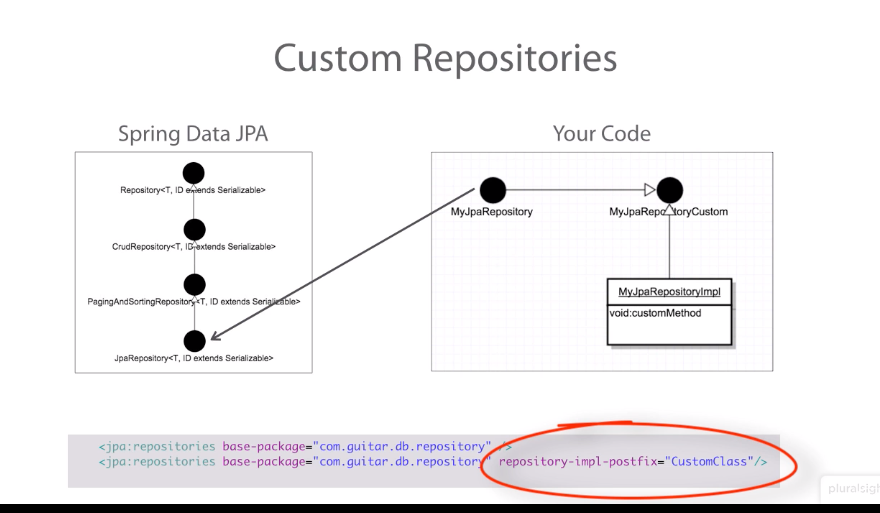 Custom Repositories
Spring Data JPA
Your Code
Repository<T, ID extends Serializable>
CrudRepository<T, ID extends Serializable>
PagingAndSortingRepository<T, ID extends Serializable>
JpaRepository<T, ID extends Serializable>
MyJpaRepository
MyJpaRepositoryCustom
MyJpaRepositoryImpl
void:customMethod
<jpa:repositories base-package="com.guitar.db.repository" />
<jpa:repositories base-package="com.guitar.db.repository" repository-impl-postfix="CustomClass"/>
pluralsigh